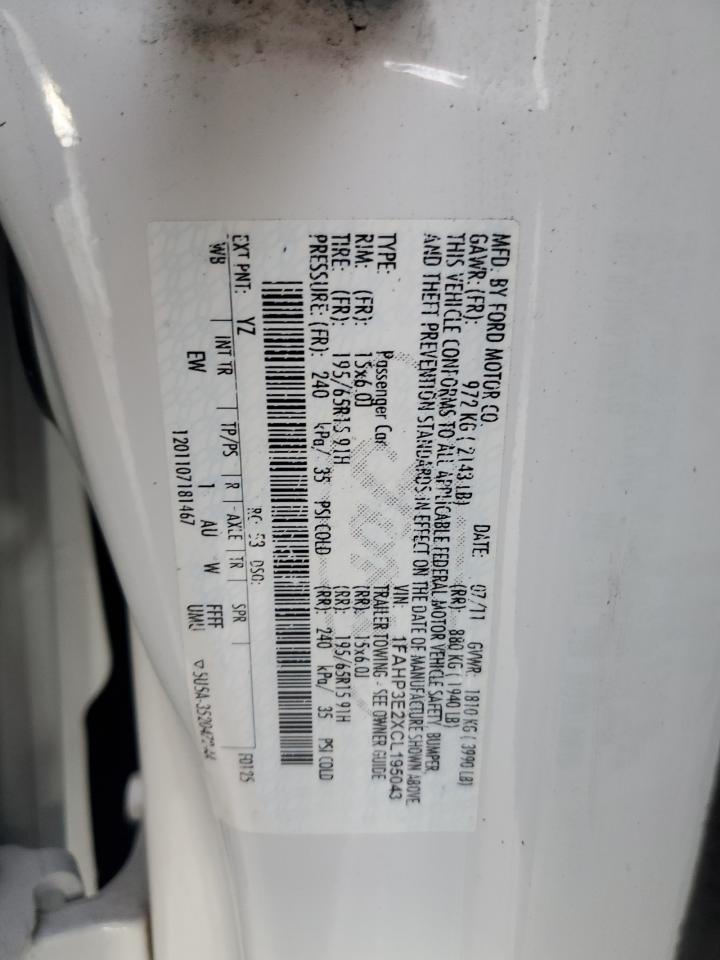 MFD. BY FORD MOTOR CO.
DATE: 07/11 GVWR: 1810 KG ( 3990 LB)
GAWR: (FR): 972 KG ( 2143 LB) (RR): 880 KG ( 1940 LB)
THIS VEHICLE CONFORMS TO ALL APPLICABLE FEDERAL MOTOR VEHICLE SAFETY, BUMPER,
AND THEFT PREVENTION STANDARDS IN EFFECT ON THE DATE OF MANUFACTURE SHOWN ABOVE
VIN: 1FAHP3E2XCL195043
TYPE: Passenger Car TRAILER TOWING - SEE OWNER GUIDE
RIM: (FR): 15x6.0J (RR): 15x6.0J
TIRE: (FR): 195/65R15 91H (RR): 195/65R15 91H
PRESSURE: (FR): 240 kPa/ 35 PSI COLD (RR): 240 kPa/ 35 PSI COLD
EXT PNT: YZ RC: 53 DSO: F0125
WB INT TR TP/PS R AXLE TR SPR
EW 1 AU W FFFF
1201107181467 UMU